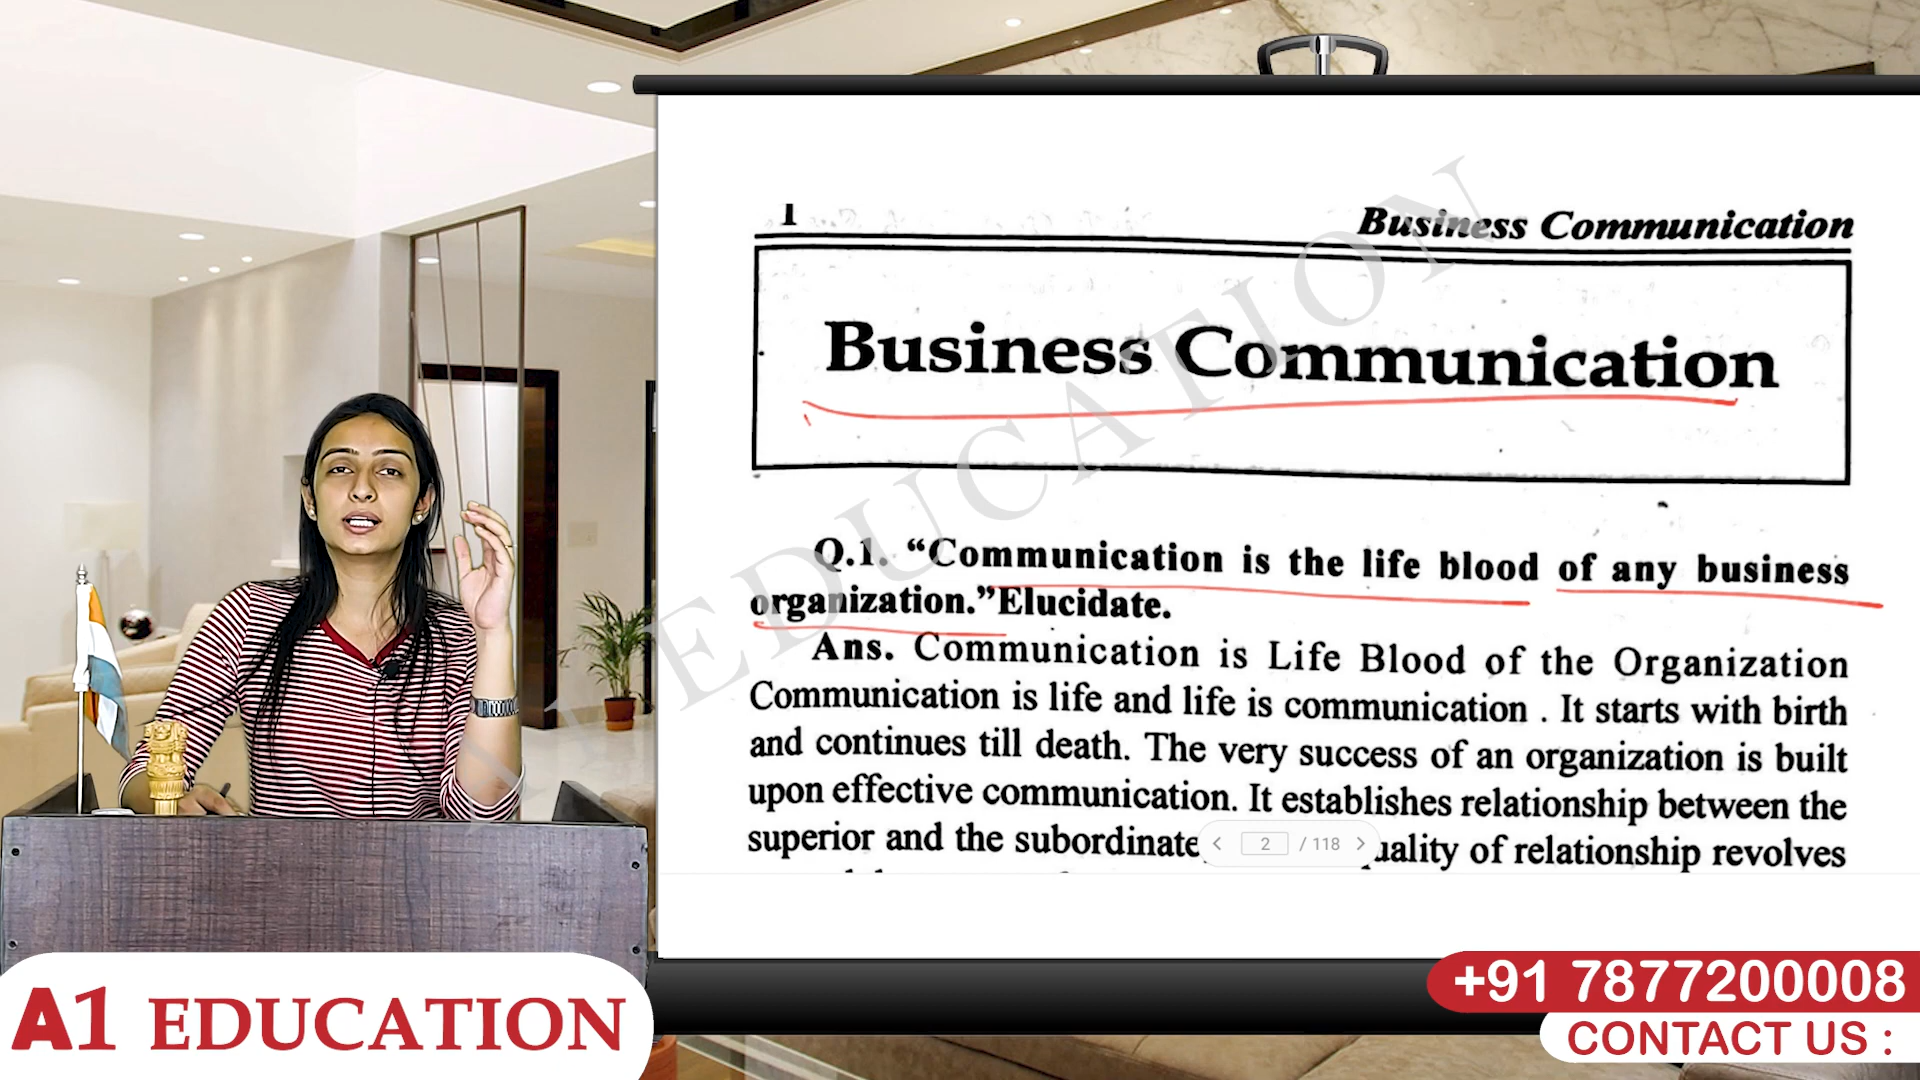 1
Business Communication
Business Communication
Q.1. “Communication is the life blood of any business
organization.”Elucidate.
Ans. Communication is Life Blood of the Organization
Communication is life and life is communication . It starts with birth
and continues till death. The very success of an organization is built
upon effective communication. It establishes relationship between the
superior and the subordinate
of relationship revolves
2 / 118
A1 EDUCATION
A1 EDUCATION
+91 7877200008
CONTACT US :